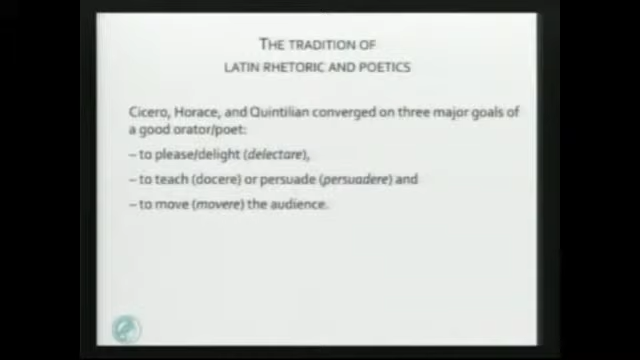 THE TRADITION OF
LATIN RHETORIC AND POETICS
Cicero, Horace, and Quintilian converged on three major goals of
a good orator/poet:
– to please/delight (delectare),
– to teach (docere) or persuade (persuadere) and
– to move (movere) the audience.